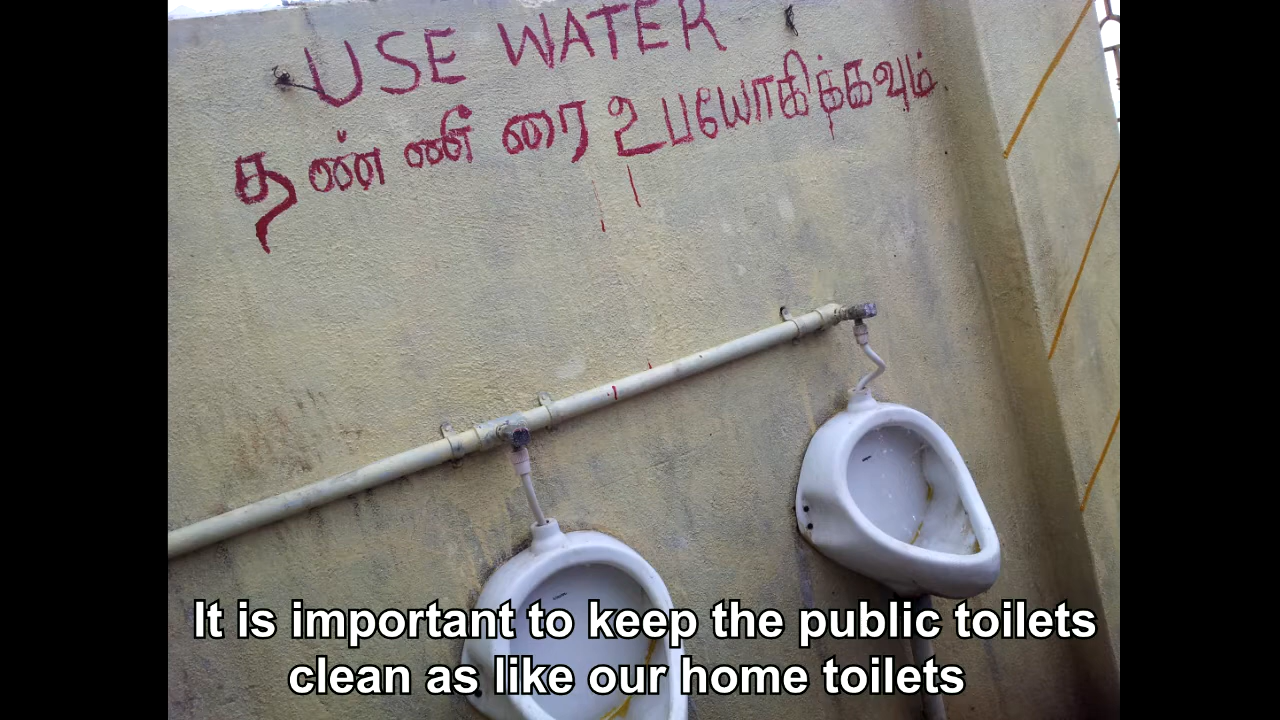 USE WATER
தண்ணீரை உபயோகிக்கவும்
It is important to keep the public toilets
clean as like our home toilets